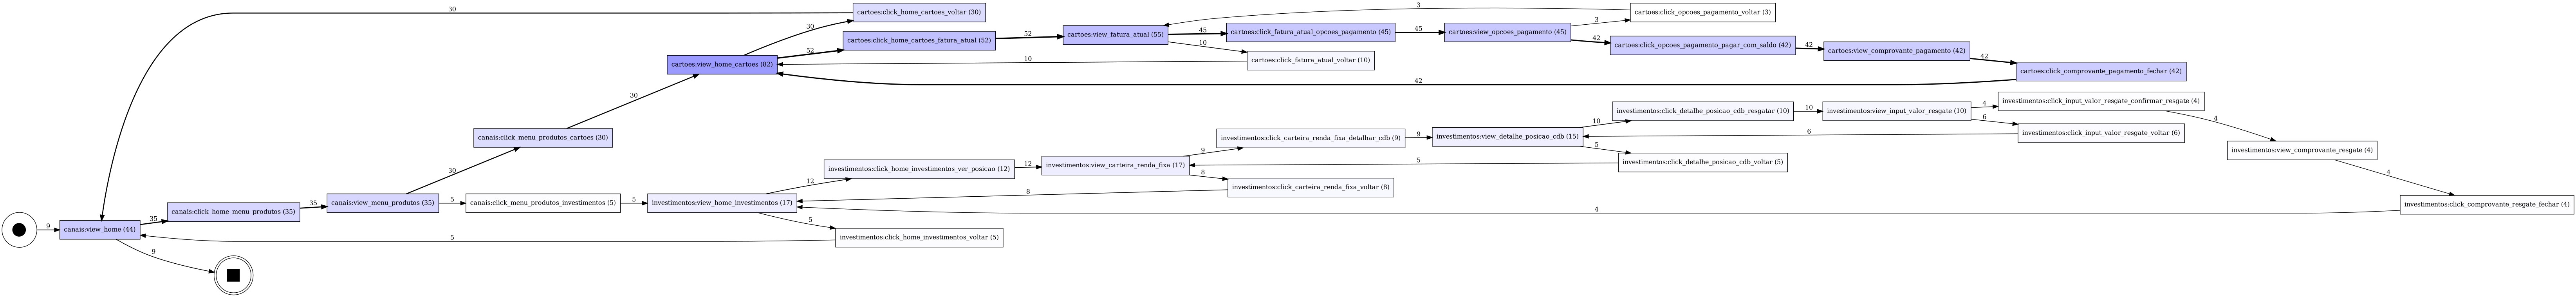 30
cartoes:click_home_cartoes_voltar (30)
3
cartoes:click_opcoes_pagamento_voltar (3)
30
3
52
cartoes:click_home_cartoes_fatura_atual (52)
52
cartoes:view_fatura_atual (55)
45
cartoes:click_fatura_atual_opcoes_pagamento (45)
45
cartoes:view_opcoes_pagamento (45)
42
cartoes:click_opcoes_pagamento_pagar_com_saldo (42)
42
cartoes:view_comprovante_pagamento (42)
42
cartoes:click_comprovante_pagamento_fechar (42)
10
cartoes:click_fatura_atual_voltar (10)
10
cartoes:view_home_cartoes (82)
42
30
canais:click_menu_produtos_cartoes (30)
30
investimentos:click_detalhe_posicao_cdb_resgatar (10)
10
investimentos:view_input_valor_resgate (10)
4
investimentos:click_input_valor_resgate_confirmar_resgate (4)
10
6
investimentos:click_input_valor_resgate_voltar (6)
6
4
investimentos:click_carteira_renda_fixa_detalhar_cdb (9)
9
investimentos:view_detalhe_posicao_cdb (15)
5
investimentos:click_detalhe_posicao_cdb_voltar (5)
5
investimentos:view_comprovante_resgate (4)
4
9
investimentos:click_home_investimentos_ver_posicao (12)
12
investimentos:view_carteira_renda_fixa (17)
8
investimentos:click_carteira_renda_fixa_voltar (8)
8
12
9
canais:view_home (44)
35
canais:click_home_menu_produtos (35)
35
canais:view_menu_produtos (35)
5
canais:click_menu_produtos_investimentos (5)
5
investimentos:view_home_investimentos (17)
4
investimentos:click_comprovante_resgate_fechar (4)
5
investimentos:click_home_investimentos_voltar (5)
5
9